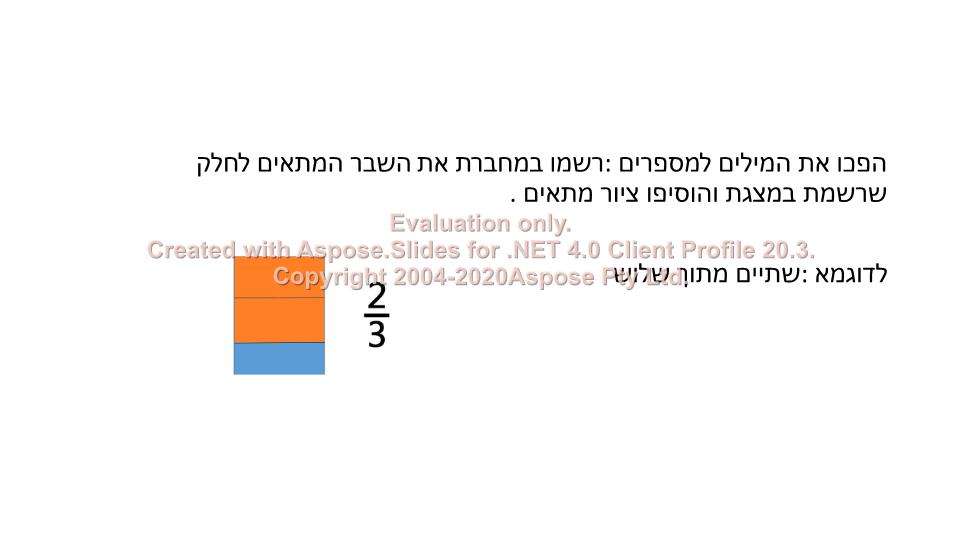 הפכו את המילים למספרים :רשמו במחברת את השבר המתאים לחלק
שרשמת במצגת והוסיפו ציור מתאים .
Evaluation only.
Created with Aspose.Slides for .NET 4.0 Client Profile 20.3.
Copyright 2004-2020Aspose Pty Ltd.
לדוגמא :שתיים מתוך שליש
2
3